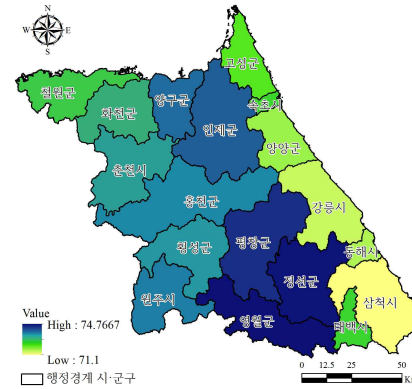 N
W E
S
고성군
철원군
속초시
양구군
화천군
인제군
양양군
춘천시
홍천군
강릉시
횡성군
평창군
동해시
정선군
원주시
삼척시
영월군
태백시
Value
High : 74.7667
Low : 71.1
행정경계 시·군구
0 12.5 25 50
K